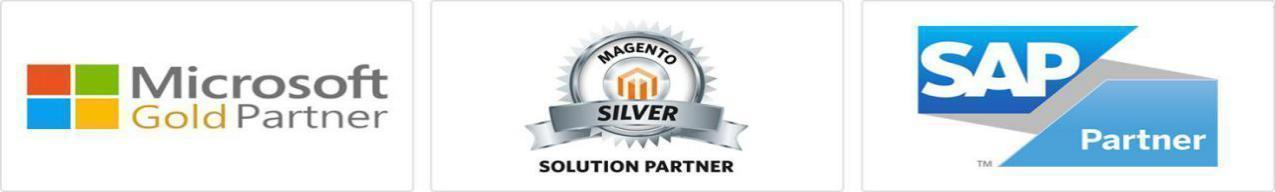 Microsoft
Gold Partner
MAGENTO
SILVER
SOLUTION PARTNER
SAP
Partner
TM